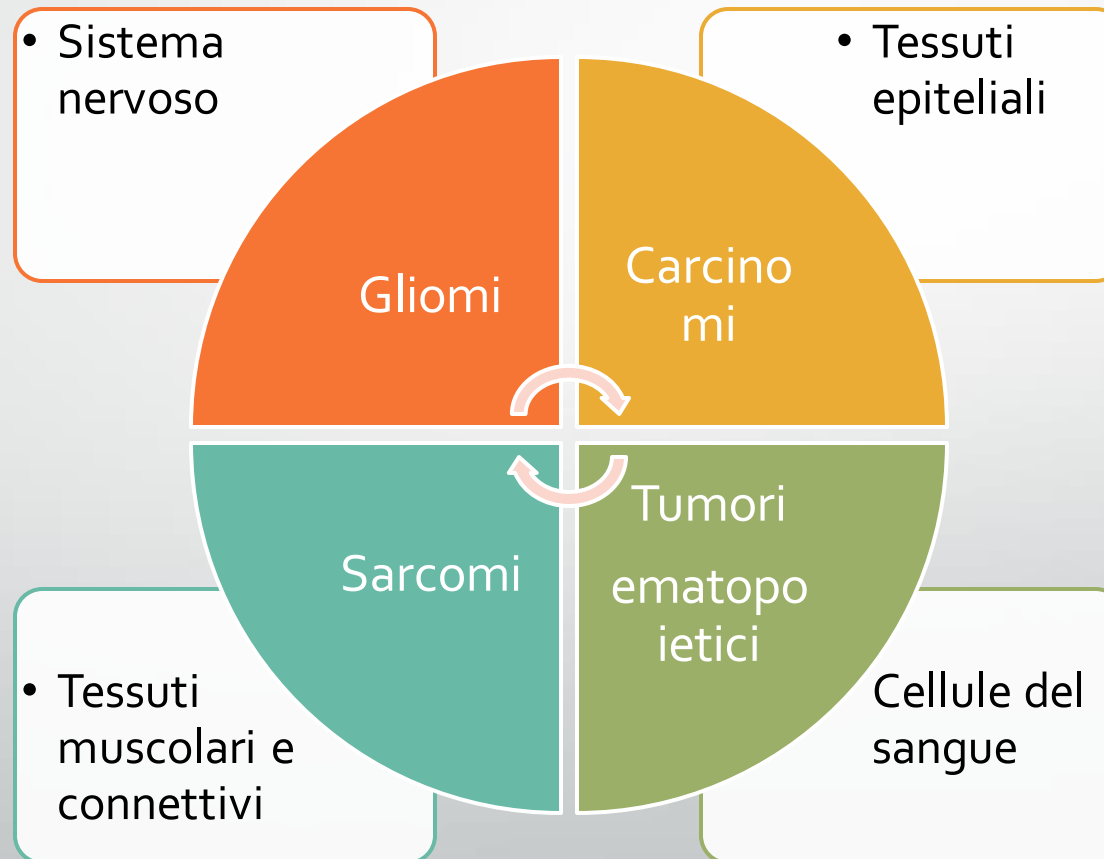 • Sistema
nervoso
• Tessuti
epiteliali
Gliomi
Carcino
mi
Sarcomi
Tumori
ematopo
ietici
• Tessuti
muscolari e
connettivi
Cellule del
sangue